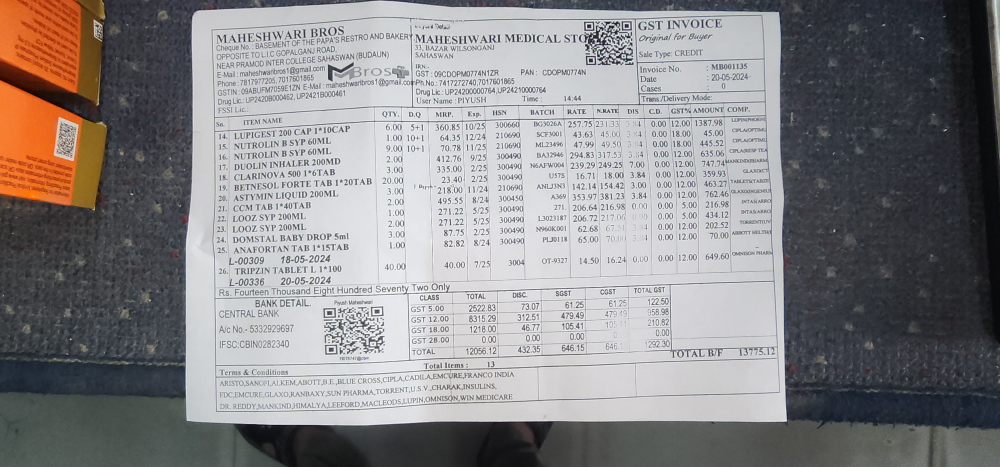 MAHESHWARI BROS
Cheque No.: BASEMENT OF THE PAPA'S RESTRO AND BAKERY
OPPOSITE TO L.I.C GOPALGANJ ROAD,
NEAR PRAMOD INTER COLLEGE SAHASWAN (BUDAUN)
E-Mail : maheshwaribros1@gmail.com
Phone : 7817977205, 7017601865
GSTIN : 09ABUFM7059E1ZN E-Mail : maheshwaribros1@gmail.com
Drug Lic.: UP2420B000462, UP2421B000461
FSSI Lic.:
MBros
MAHESHWARI MEDICAL STO
33, BAZAR WILSONGANJ
SAHASWAN
IRN:-
GST : 09CDOPM0774N1ZR PAN : CDOPM0774N
Ph.No.: 7417272740,7017601865
Drug Lic.: UP24200000764, UP24210000764
User Name : PIYUSH Time : 14:44
GST INVOICE
Original for Buyer
Sale Type: CREDIT
Invoice No. : MB001135
Date : 20-05-2024
Cases : 0
Trans./Delivery Mode:
Sn. ITEM NAME QTY. D.Q MRP. Exp. HSN BATCH RATE N.RATE DIS C.D. GST% AMOUNT COMP.
14. LUPIGEST 200 CAP 1*10CAP 6.00 5+1 360.85 10/25 300660 BG3026A 257.75 231.33 0.00 12.00 1387.98
15. NUTROLIN B SYP 60ML 1.00 10+1 64.35 12/24 210690 SCF3001 43.63 45.00 0.00 18.00 45.00
16. NUTROLIN B SYP 60ML 9.00 10+1 70.78 11/25 210690 ML23496 47.99 49.50 0.00 18.00 445.52
17. DIOLIN INHALER 200MD 2.00 412.76 9/25 300490 BA32946 294.83 317.53 0.00 12.00 635.06
18. CLARINOVA 500 1*6TAB 3.00 335.00 2/25 300490 N6AFW004 239.29 249.25 7.00 0.00 12.00 747.74
19. BETNESOL FORTE TAB 1*20TAB 20.00 23.40 2/25 300490 U575 16.71 18.00 3.84 0.00 12.00 359.93
20. ASTYMIN LIQUID 200ML 3.00 218.00 11/24 210690 ANLJ3N3 142.14 154.42 3.84 0.00 12.00 463.27
21. CCM TAB 1*40TAB 2.00 495.55 8/24 300450 A369 353.97 381.23 3.84 0.00 12.00 762.46
22. LOOZ SYP 200ML 1.00 271.22 5/25 300490 271. 206.64 216.98 0.00 0.00 5.00 216.98
23. LOOZ SYP 200ML 2.00 271.22 5/25 300490 L3023187 206.72 217.06 0.00 0.00 5.00 434.12
24. DOMSTAL BABY DROP 5ml 3.00 87.75 2/25 300490 N960K001 62.68 0.00 12.00 202.52
25. ANAFORTAN TAB 1*15TAB 1.00 82.82 8/24 300490 PLJ0118 65.00 0.00 12.00 70.00
L-00309 18-05-2024
26. TRIPZIN TABLET L 1*100 40.00 40.00 7/25 3004 OT-9327 14.50 16.24 0.00 0.00 12.00 649.60
L-00336 20-05-2024
Rs. Fourteen Thousand Eight Hundred Seventy Two Only
BANK DETAIL.
CENTRAL BANK
A/c No.- 5332929697
IFSC:CBIN0282340
Piyush Maheshwari
CLASS TOTAL DISC. SGST CGST TOTAL GST
GST 5.00 2522.83 73.07 61.25 61.25 122.50
GST 12.00 8315.29 312.51 479.49 479.49 958.98
GST 18.00 1218.00 46.77 105.41 105.41 210.82
GST 28.00 0.00 0.00 0.00 0.00
TOTAL 12056.12 432.35 646.15 1292.30
TOTAL B/F 13775.12
Total Items : 13
Terms & Conditions
ARISTO,SANOFI,ALKEM,ABOTT,B.E.,BLUE CROSS,CIPLA,CADILA,EMCURE,FRANCO INDIA
FDC,EMCURE,GLAXO,RANBAXY,SUN PHARMA,TORRENT,U.S.V.,CHARAK,INSULINS,
DR. REDDY,MANKIND,HIMALYA,LEEFORD,MACLEODS,LUPIN,OMNISON,WIN MEDICARE